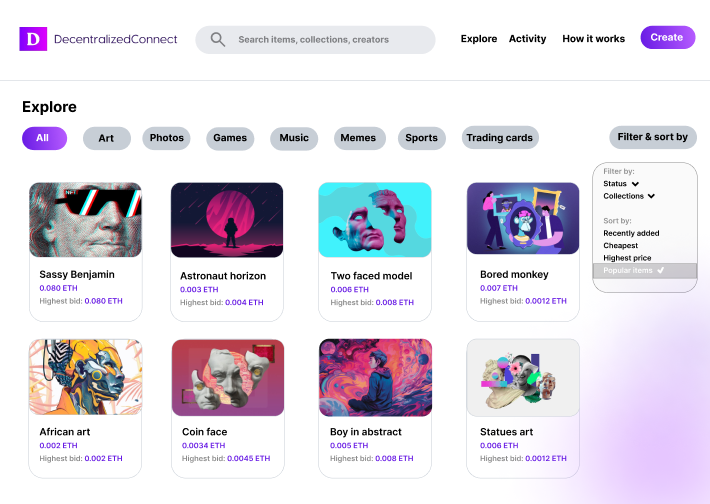 D DecentralizedConnect
Search items, collections, creators
Explore Activity How it works Create
Explore
All Art Photos Games Music Memes Sports Trading cards Filter & sort by
Filter by:
Status
Collections
Sort by:
Recently added
Cheapest
Highest price
Popular items
NFT
Sassy Benjamin
0.080 ETH
Highest bid: 0.080 ETH
Astronaut horizon
0.003 ETH
Highest bid: 0.004 ETH
Two faced model
0.006 ETH
Highest bid: 0.008 ETH
Bored monkey
0.007 ETH
Highest bid: 0.0012 ETH
African art
0.002 ETH
Highest bid: 0.002 ETH
Coin face
0.0034 ETH
Highest bid: 0.0045 ETH
Boy in abstract
0.005 ETH
Highest bid: 0.008 ETH
Statues art
0.006 ETH
Highest bid: 0.0012 ETH